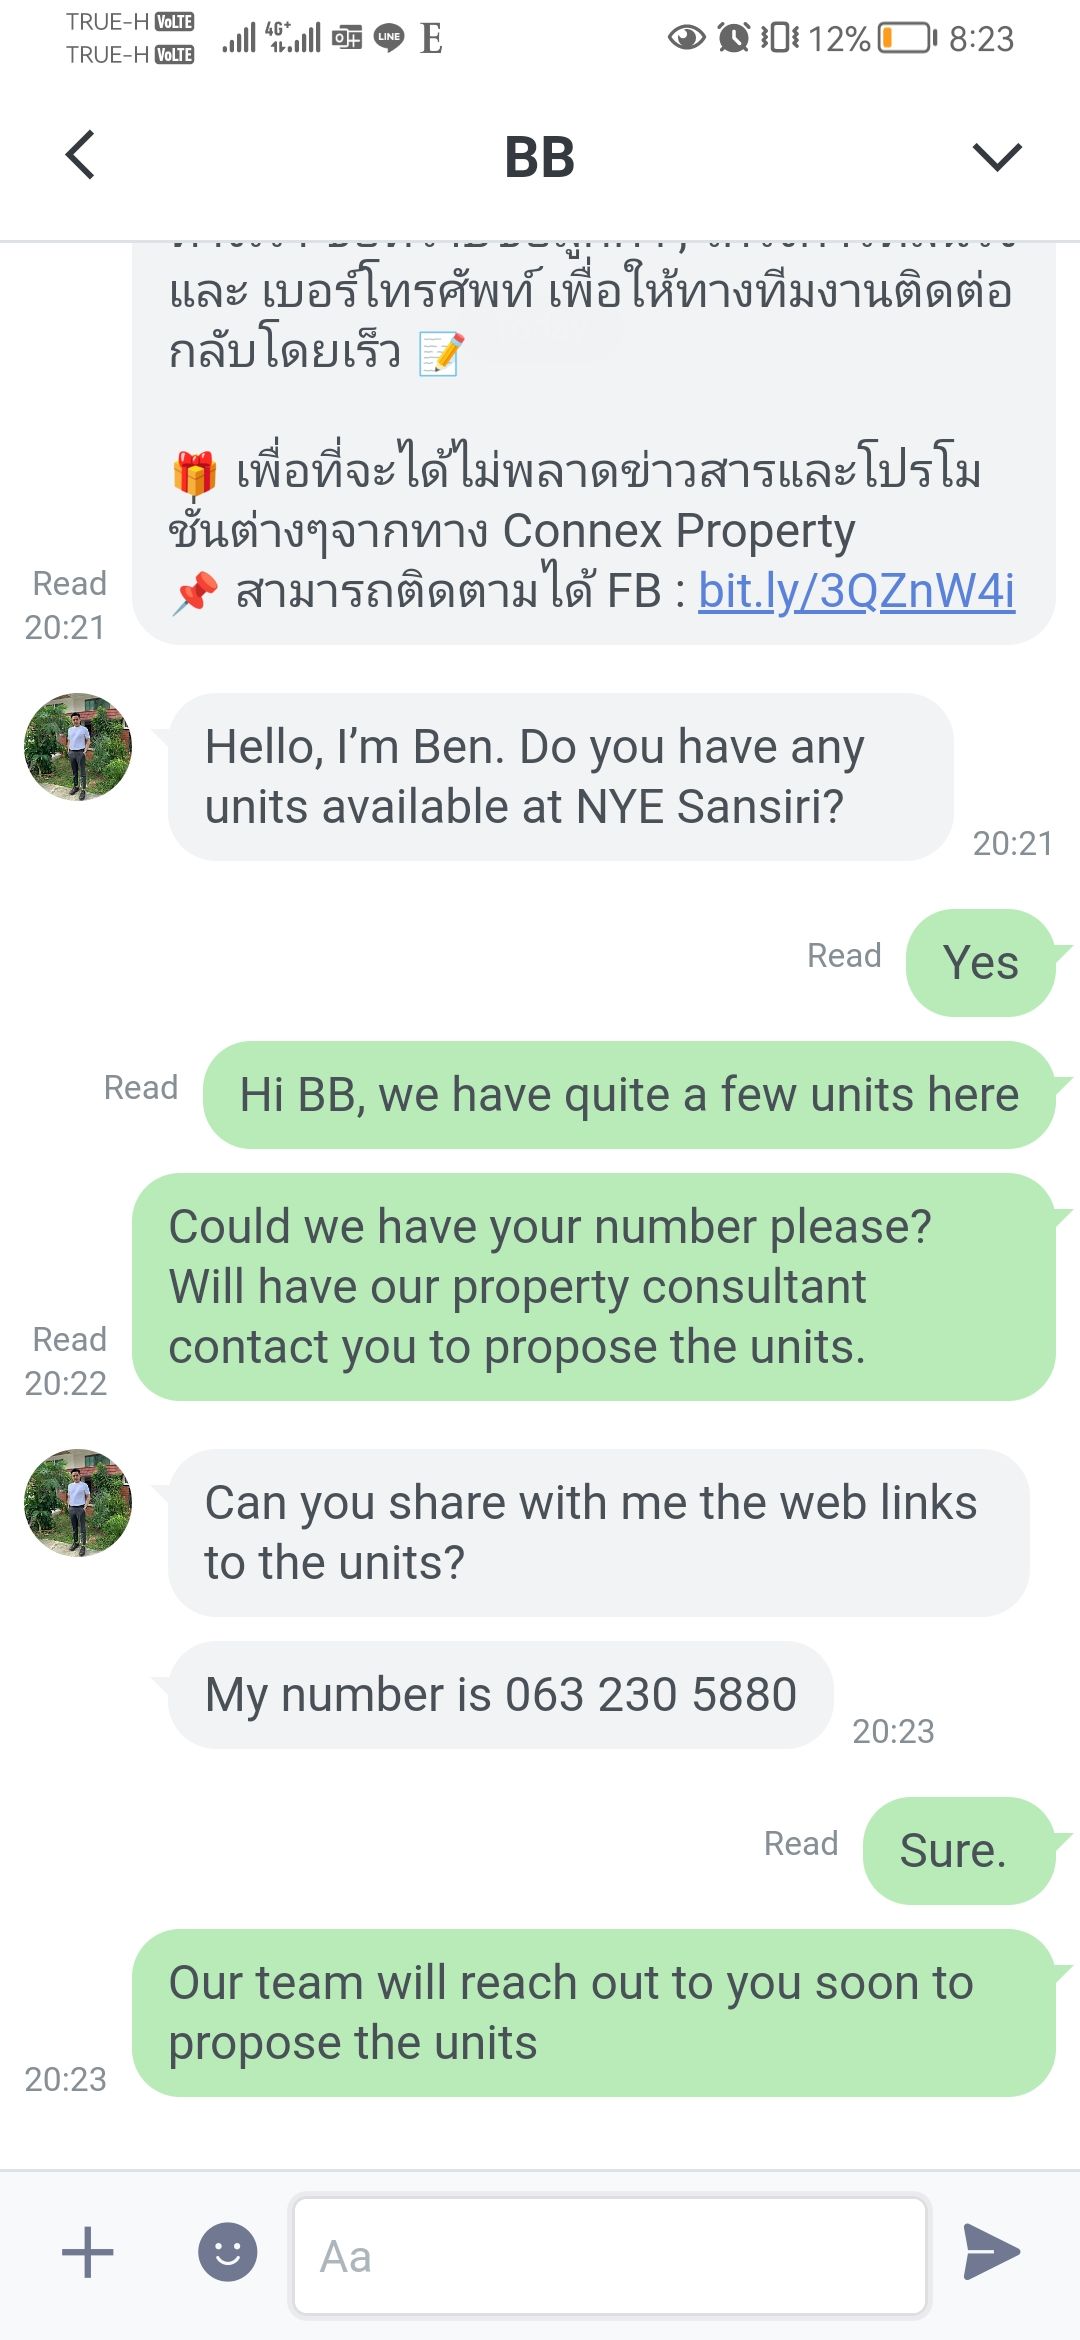 TRUE-H VoLTE
TRUE-H VoLTE
4G+
LINE
E
12%
8:23
BB
และ เบอร์โทรศัพท์ เพื่อให้ทางทีมงานติดต่อ
กลับโดยเร็ว 📝
🎁 เพื่อที่จะได้ไม่พลาดข่าวสารและโปรโม
ชั่นต่างๆจากทาง Connex Property
📌 สามารถติดตามได้ FB : bit.ly/3QZnW4i
Read
20:21
Hello, I’m Ben. Do you have any
units available at NYE Sansiri?
20:21
Read
Yes
Read
Hi BB, we have quite a few units here
Could we have your number please?
Will have our property consultant
contact you to propose the units.
Read
20:22
Can you share with me the web links
to the units?
My number is 063 230 5880
20:23
Read
Sure.
Our team will reach out to you soon to
propose the units
20:23
Aa